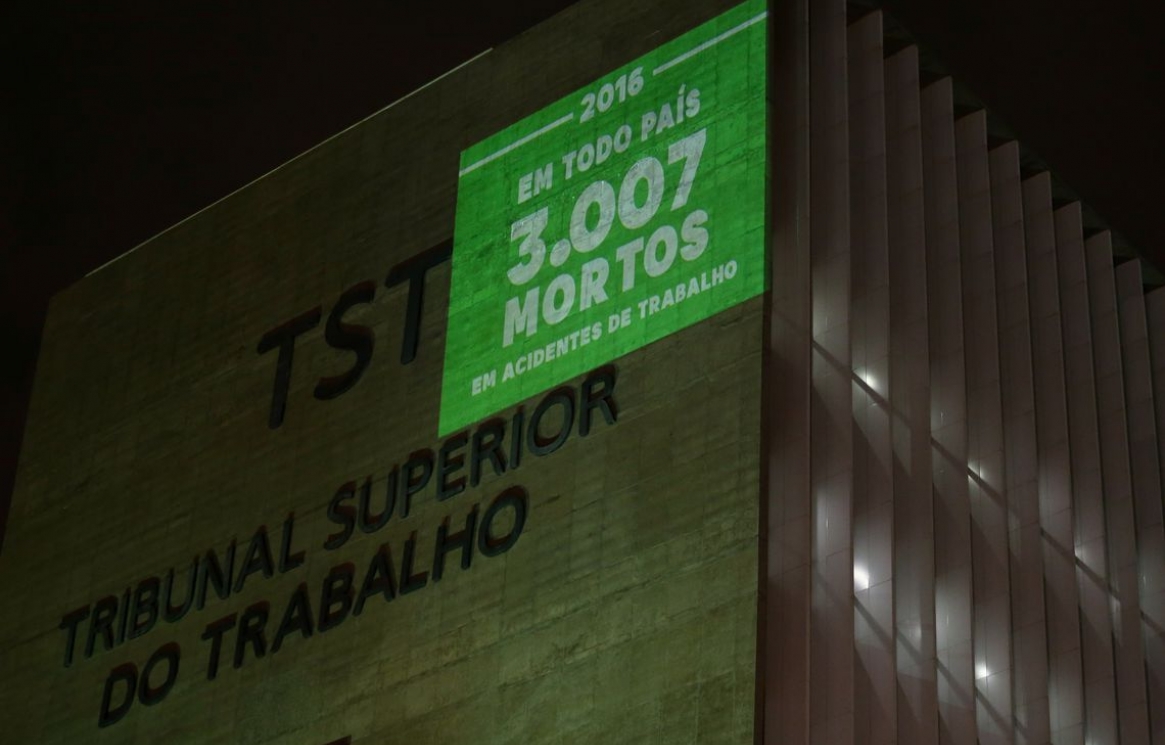 2016
EM TODO PAÍS
3.007
MORTOS
EM ACIDENTES DE TRABALHO
TST
TRIBUNAL SUPERIOR
DO TRABALHO